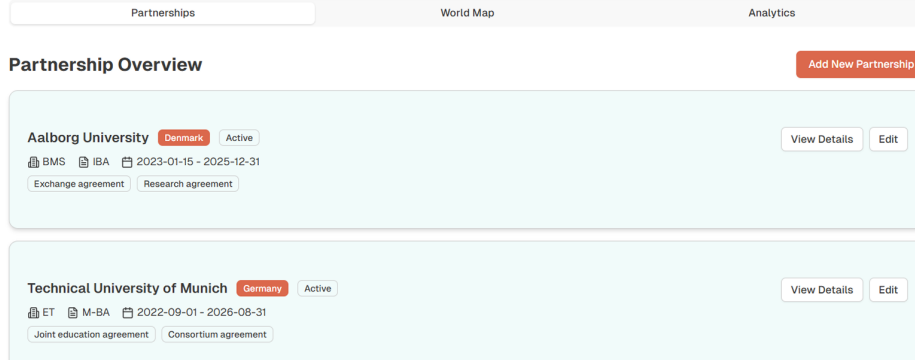 Partnerships World Map Analytics
Partnership Overview Add New Partnership
Aalborg University Denmark Active View Details Edit
BMS IBA 2023-01-15 - 2025-12-31
Exchange agreement Research agreement
Technical University of Munich Germany Active View Details Edit
ET M-BA 2022-09-01 - 2026-08-31
Joint education agreement Consortium agreement